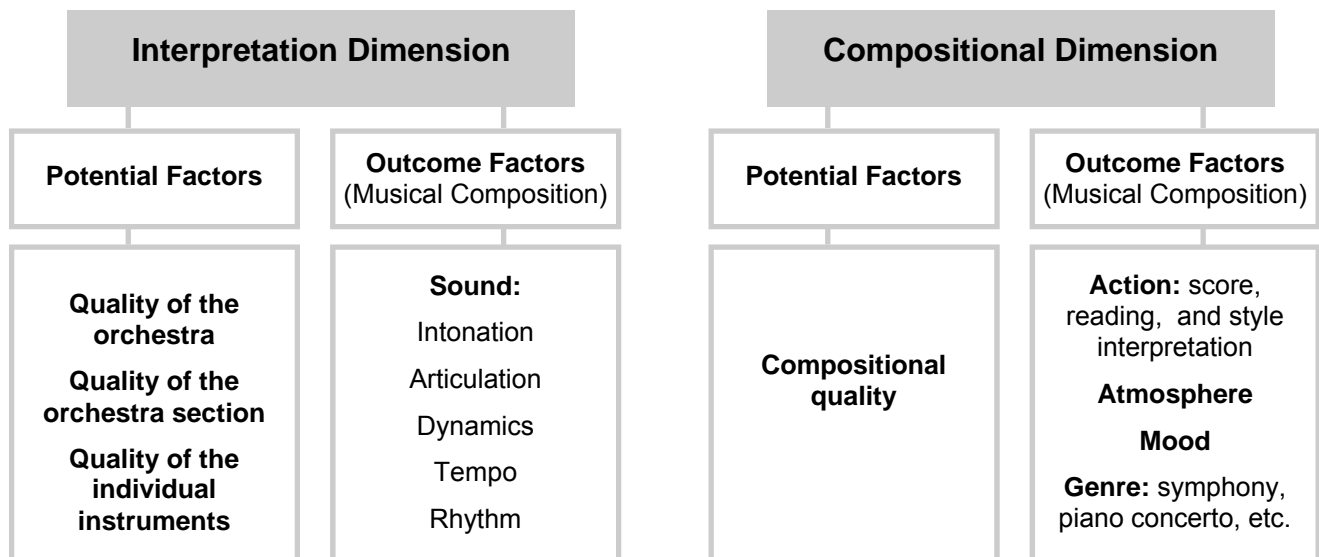 Interpretation Dimension
Potential Factors
Outcome Factors
(Musical Composition)
Quality of the
orchestra
Quality of the
orchestra section
Quality of the
individual
instruments
Sound:
Intonation
Articulation
Dynamics
Tempo
Rhythm
Compositional Dimension
Potential Factors
Outcome Factors
(Musical Composition)
Compositional
quality
Action: score,
reading, and style
interpretation
Atmosphere
Mood
Genre: symphony,
piano concerto, etc.